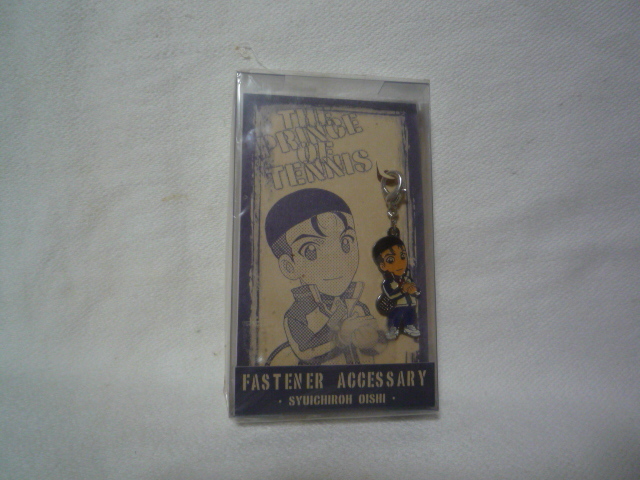 THE
PRINCE
OF
TENNIS
FASTENER ACCESSARY
· SYUICHIROH OISHI ·